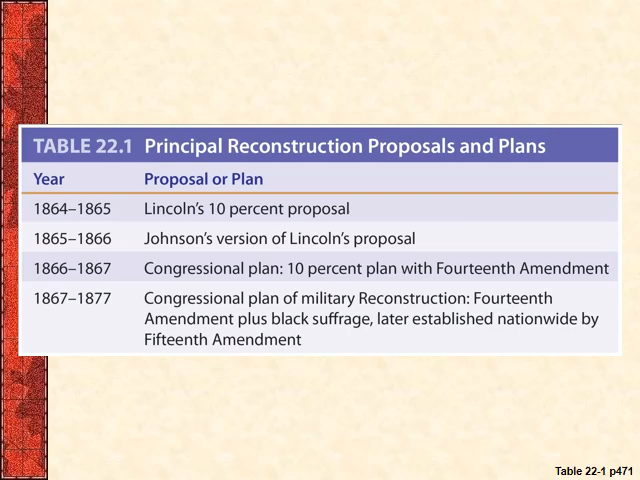 TABLE 22.1 Principal Reconstruction Proposals and Plans
Year Proposal or Plan
1864–1865 Lincoln’s 10 percent proposal
1865–1866 Johnson’s version of Lincoln’s proposal
1866–1867 Congressional plan: 10 percent plan with Fourteenth Amendment
1867–1877 Congressional plan of military Reconstruction: Fourteenth
Amendment plus black suffrage, later established nationwide by
Fifteenth Amendment
Table 22-1 p471